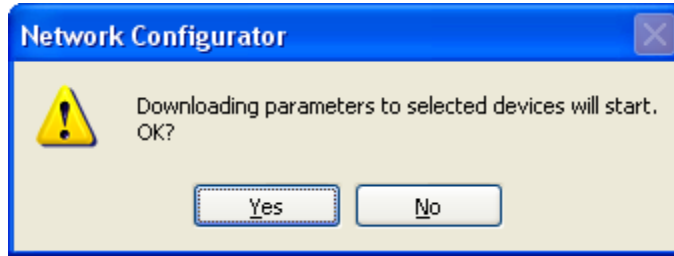 Network Configurator
Downloading parameters to selected devices will start.
OK?
Yes
No